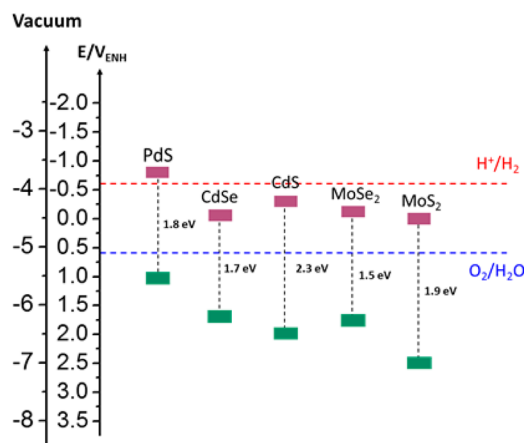 Vacuum
E/V_ENH
-2.0
-3
-1.5
PdS
H⁺/H₂
-1.0
-4
-0.5
CdSe
CdS
MoSe₂
MoS₂
0.0
1.8 eV
1.7 eV
2.3 eV
1.5 eV
1.9 eV
-5
0.5
O₂/H₂O
1.0
-6
1.5
2.0
-7
2.5
3.0
-8
3.5